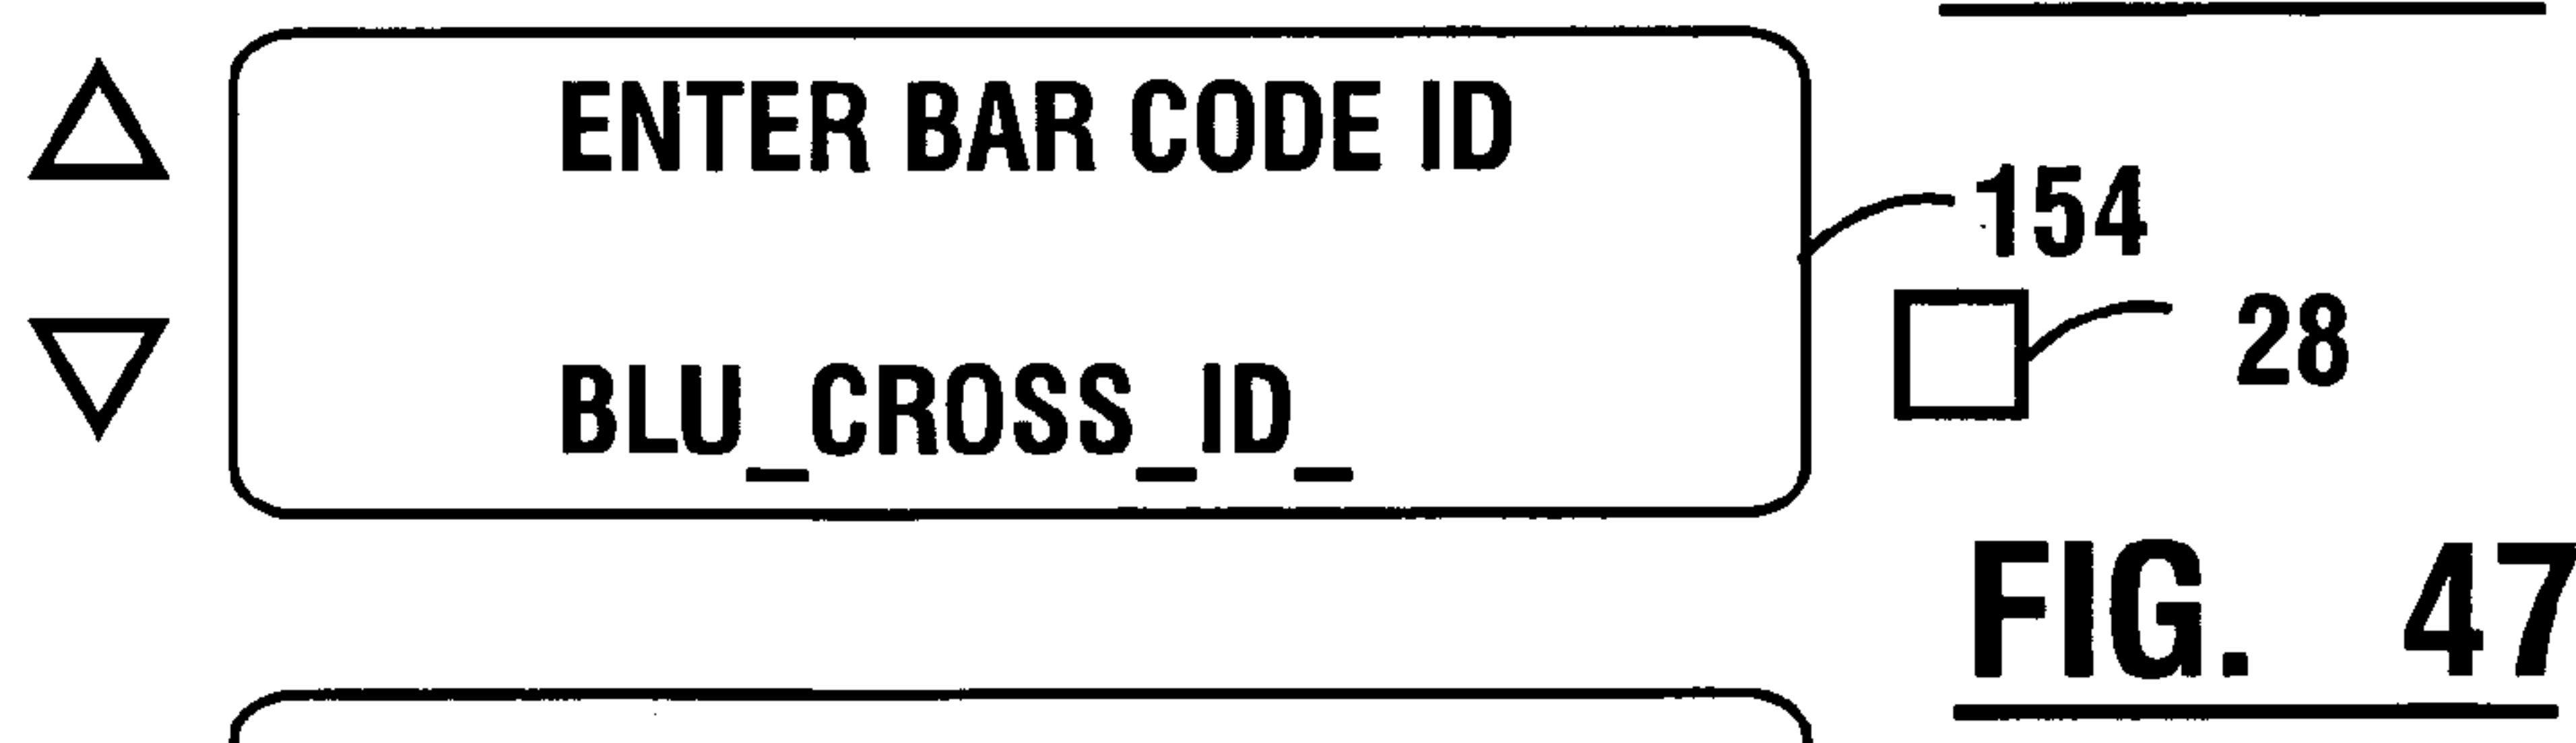 ENTER BAR CODE ID
154
28
BLU_CROSS_ID_
FIG. 47